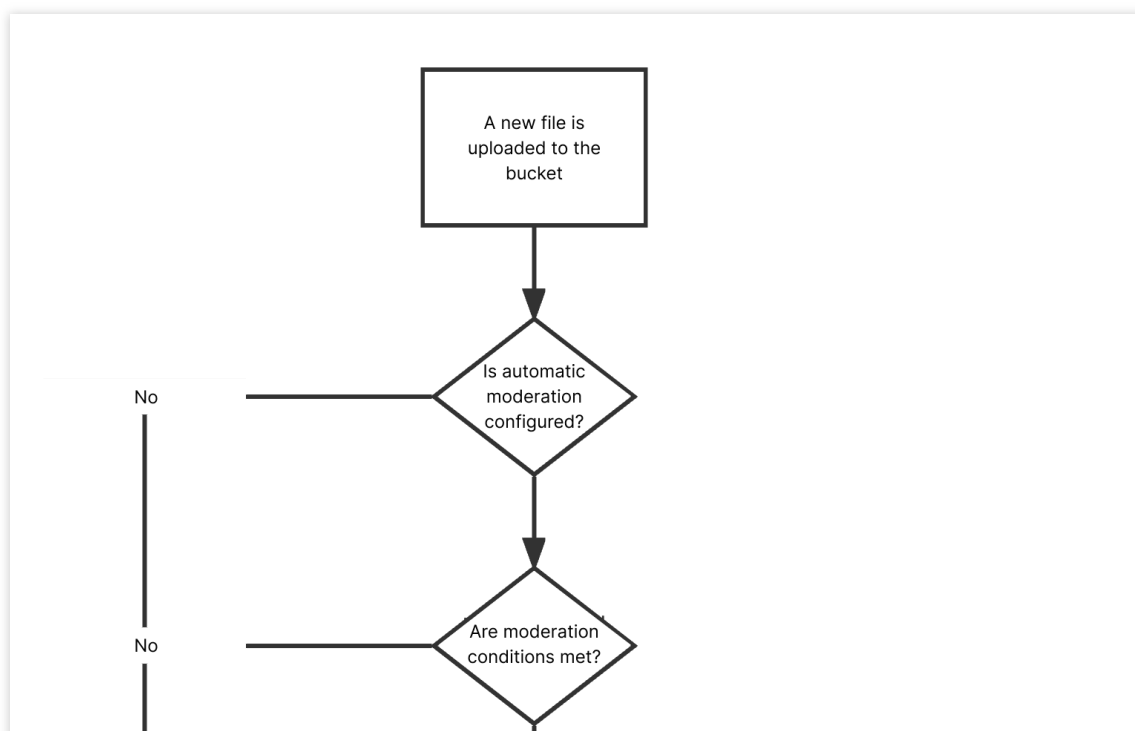 A new file is
uploaded to the
bucket
Is automatic
moderation
configured?
No
Are moderation
conditions met?
No